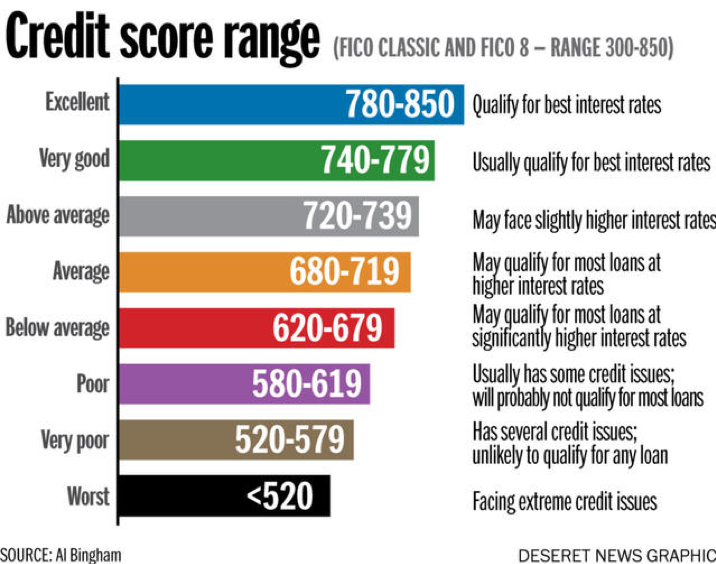 Credit score range (FICO CLASSIC AND FICO 8 – RANGE 300-850)
Excellent 780-850 Qualify for best interest rates
Very good 740-779 Usually qualify for best interest rates
Above average 720-739 May face slightly higher interest rates
Average 680-719 May qualify for most loans at
higher interest rates
Below average 620-679 May qualify for most loans at
significantly higher interest rates
Poor 580-619 Usually has some credit issues;
will probably not qualify for most loans
Very poor 520-579 Has several credit issues;
unlikely to qualify for any loan
Worst <520 Facing extreme credit issues
SOURCE: Al Bingham DESERET NEWS GRAPHIC